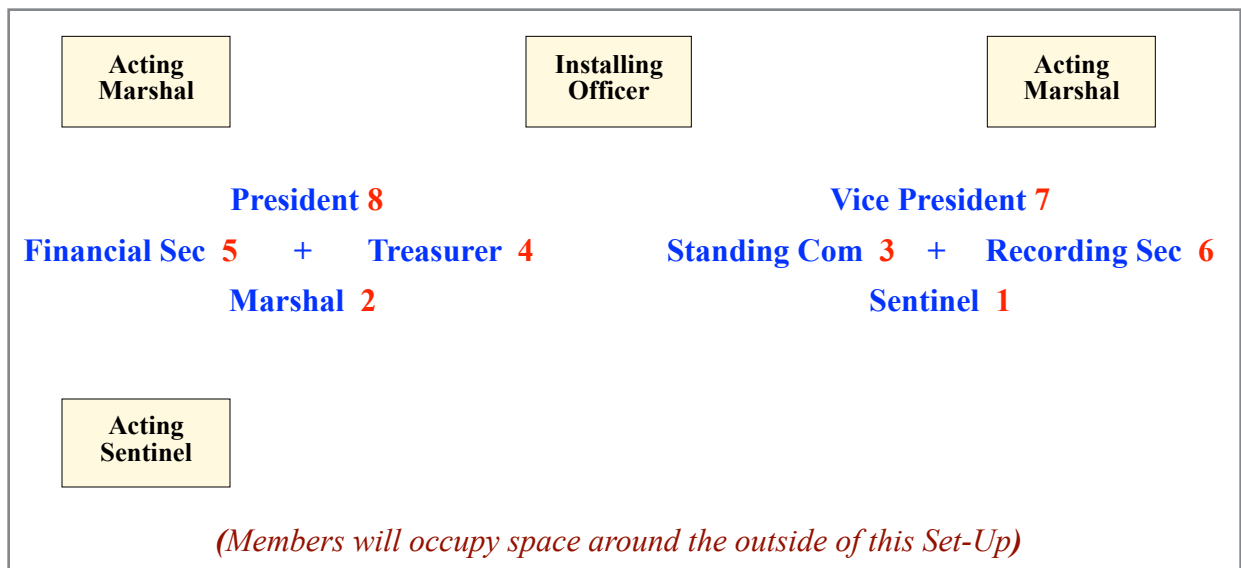 Acting
Marshal
Installing
Officer
Acting
Marshal
President 8
Vice President 7
Financial Sec 5 + Treasurer 4
Standing Com 3 + Recording Sec 6
Marshal 2
Sentinel 1
Acting
Sentinel
(Members will occupy space around the outside of this Set-Up)